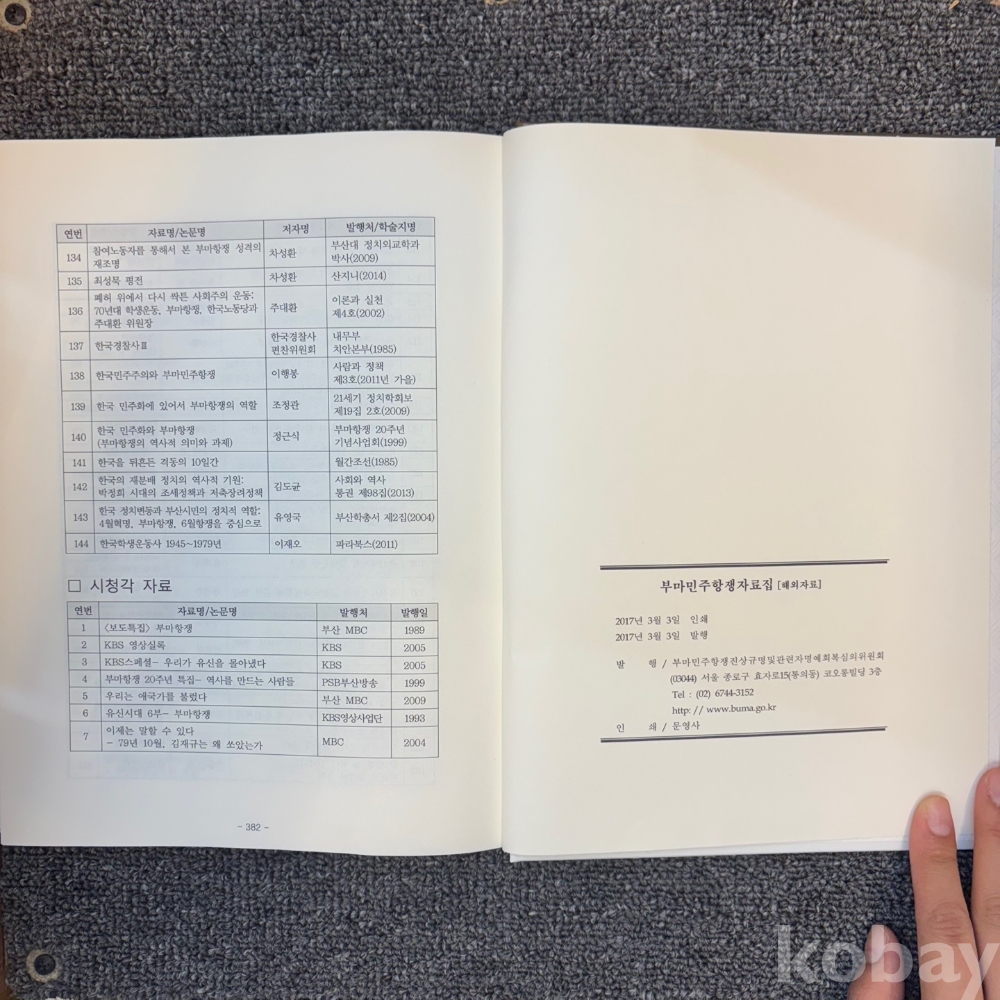 연번 자료명/논문명 저자명 발행처/학술지명
134 참여노동자를 통해서 본 부마항쟁 성격의 재조명 차성환 부산대 정치외교학과 박사(2009)
135 최성묵 평전 차성환 산지니(2014)
136 폐허 위에서 다시 싹튼 사회주의 운동: 70년대 학생운동, 부마항쟁, 한국노동당과 주대환 위원장 주대환 이론과 실천 제4호(2002)
137 한국경찰사Ⅲ 한국경찰사 편찬위원회 내무부 치안본부(1985)
138 한국민주주의와 부마민주항쟁 이행봉 사람과 정책 제3호(2011년 가을)
139 한국 민주화에 있어서 부마항쟁의 역할 조정관 21세기 정치학회보 제19집 2호(2009)
140 한국 민주화와 부마항쟁 (부마항쟁의 역사적 의미와 과제) 정근식 부마항쟁 20주년 기념사업회(1999)
141 한국을 뒤흔든 격동의 10일간 월간조선(1985)
142 한국의 재분배 정치의 역사적 기원: 박정희 시대의 조세정책과 저축장려정책 김도균 사회와 역사 통권 제98집(2013)
143 한국 정치변동과 부산시민의 정치적 역할: 4월혁명, 부마항쟁, 6월항쟁을 중심으로 유영국 부산학총서 제2집(2004)
144 한국학생운동사 1945~1979년 이재오 파라북스(2011)
□ 시청각 자료
연번 자료명/논문명 발행처 발행일
1 〈보도특집〉 부마항쟁 부산 MBC 1989
2 KBS 영상실록 KBS 2005
3 KBS스페셜- 우리가 유신을 몰아냈다 KBS 2005
4 부마항쟁 20주년 특집- 역사를 만드는 사람들 PSB부산방송 1999
5 우리는 애국가를 불렀다 부산 MBC 2009
6 유신시대 6부- 부마항쟁 KBS영상사업단 1993
7 이제는 말할 수 있다 - 79년 10월, 김재규는 왜 쏘았는가 MBC 2004
- 382 -
부마민주항쟁자료집 [해외자료]
2017년 3월 3일 인쇄
2017년 3월 3일 발행
발 행 / 부마민주항쟁진상규명및관련자명예회복심의위원회
(03044) 서울 종로구 효자로15(통의동) 코오롱빌딩 3층
Tel : (02) 6744-3152
http: // www.buma.go.kr
인 쇄 / 문영사
kobay